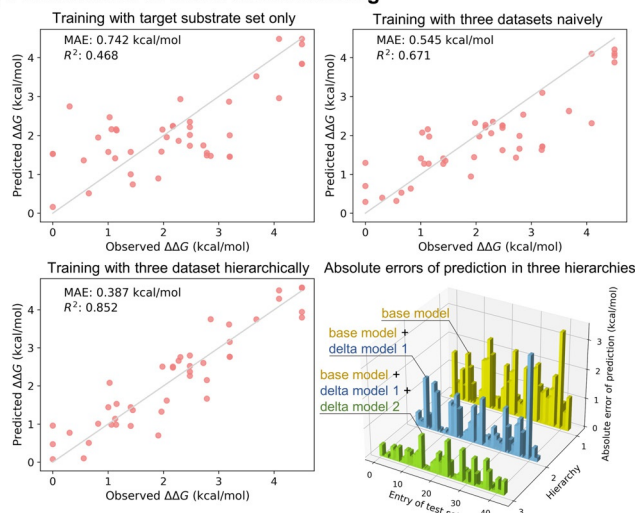 Training with target substrate set only
MAE: 0.742 kcal/mol
R²: 0.468
Predicted ΔΔG (kcal/mol)
4
3
2
1
0
0 1 2 3 4
Observed ΔΔG (kcal/mol)
Training with three datasets naively
MAE: 0.545 kcal/mol
R²: 0.671
Predicted ΔΔG (kcal/mol)
4
3
2
1
0
0 1 2 3 4
Observed ΔΔG (kcal/mol)
Training with three dataset hierarchically
MAE: 0.387 kcal/mol
R²: 0.852
Predicted ΔΔG (kcal/mol)
4
3
2
1
0
0 1 2 3 4
Observed ΔΔG (kcal/mol)
Absolute errors of prediction in three hierarchies
base model
base model +
delta model 1
base model +
delta model 1 +
delta model 2
Absolute error of prediction (kcal/mol)
3
2
1
0
1
2
3
Hierarchy
0 10 20 30 40
Entry of test